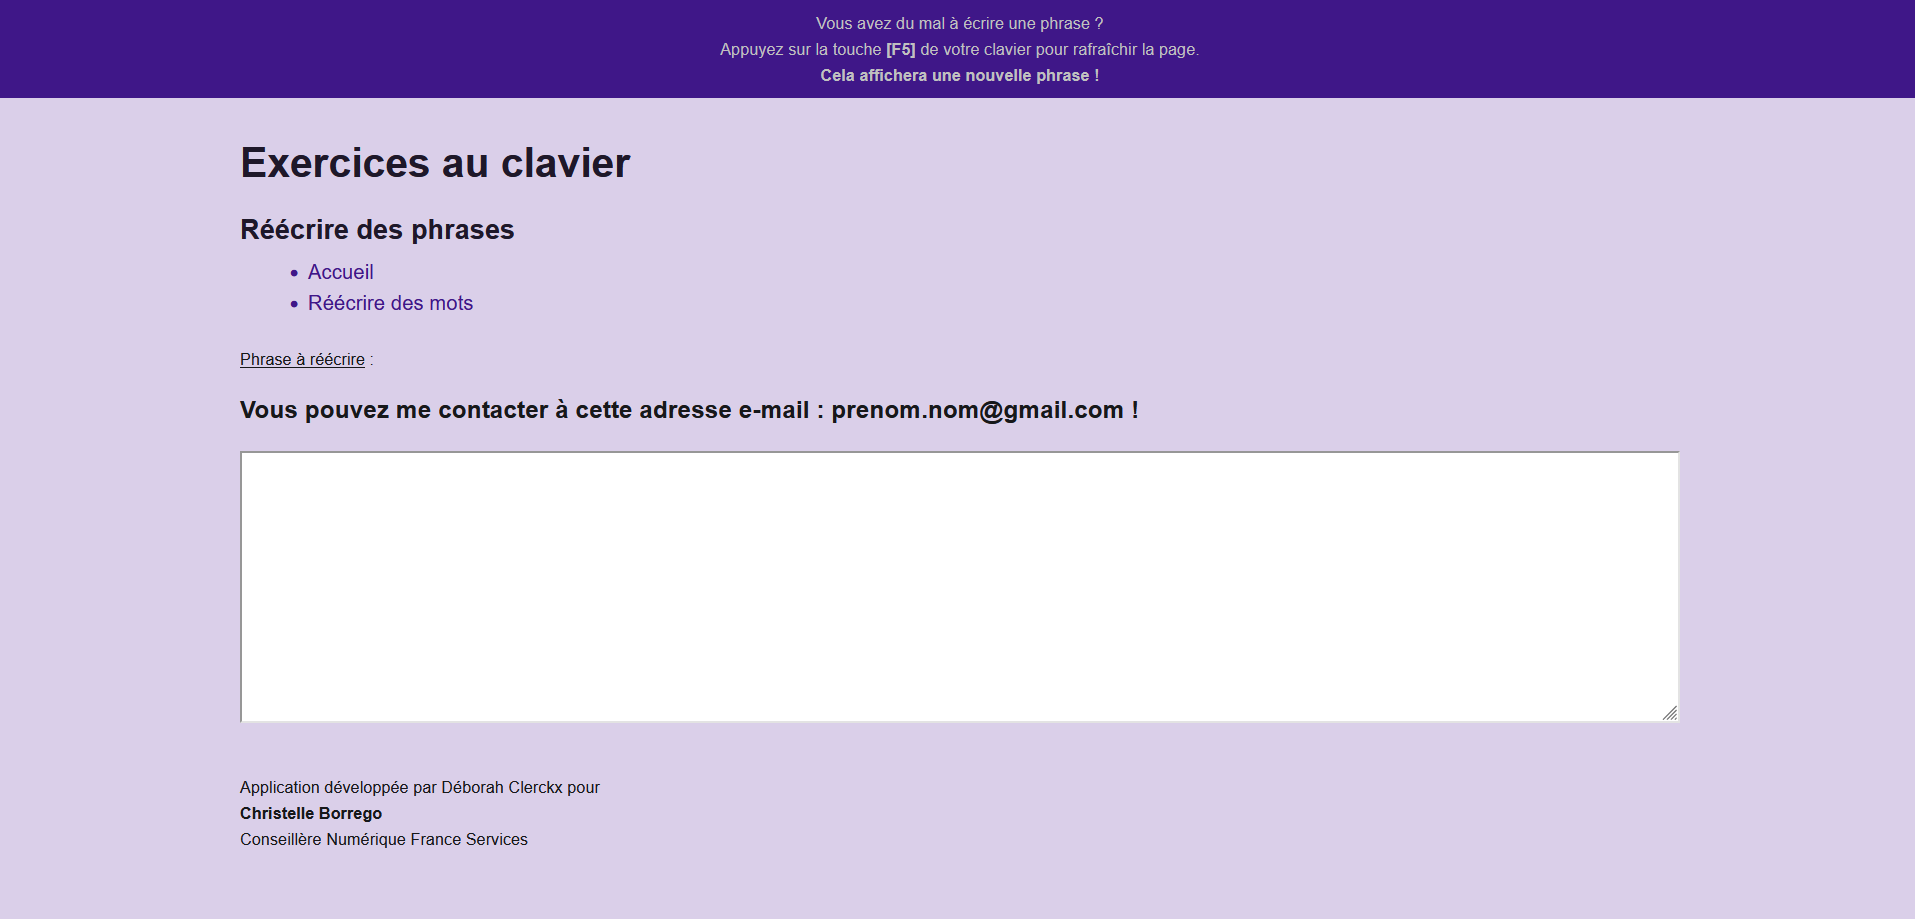 Vous avez du mal à écrire une phrase ?
Appuyez sur la touche [F5] de votre clavier pour rafraîchir la page.
Cela affichera une nouvelle phrase !
Exercices au clavier
Réécrire des phrases
• Accueil
• Réécrire des mots
Phrase à réécrire :
Vous pouvez me contacter à cette adresse e-mail : prenom.nom@gmail.com !
Application développée par Déborah Clerckx pour
Christelle Borrego
Conseillère Numérique France Services